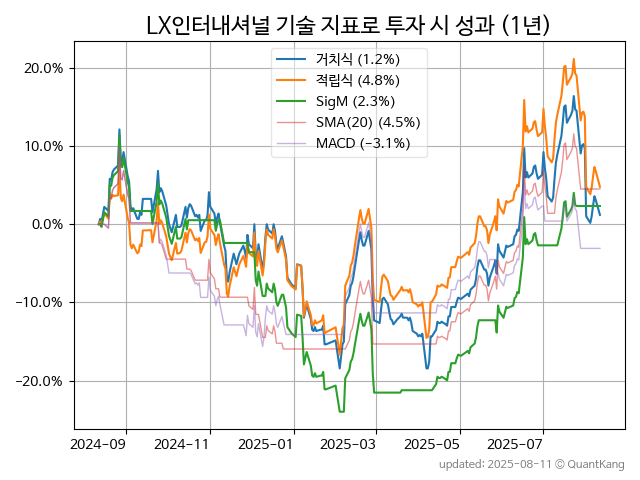 LX인터내셔널 기술 지표로 투자 시 성과 (1년)
거치식 (1.2%)
적립식 (4.8%)
SigM (2.3%)
SMA(20) (4.5%)
MACD (−3.1%)
20.0%
10.0%
0.0%
−10.0%
−20.0%
2024-09 2024-11 2025-01 2025-03 2025-05 2025-07
updated: 2025-08-11 © QuantKang